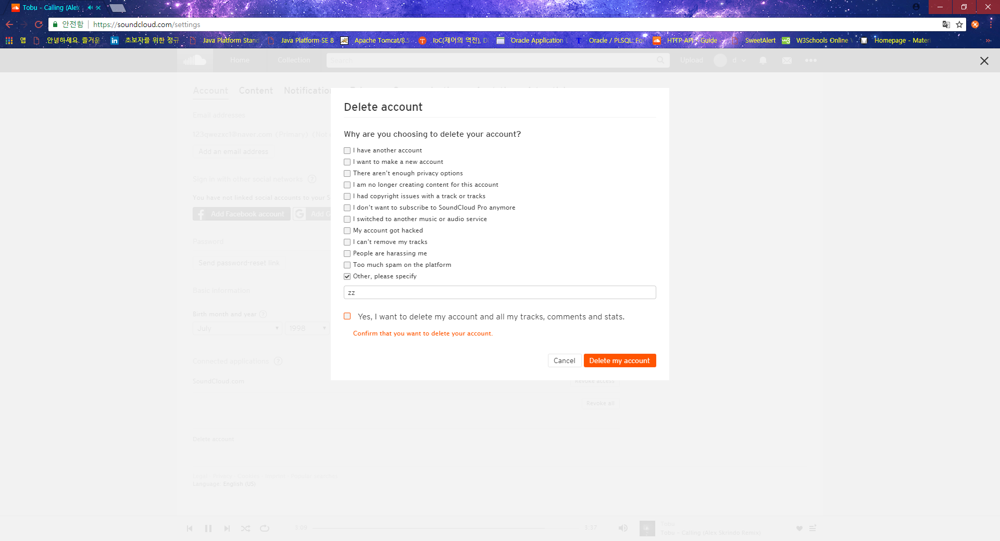 Tobu - Calling (Alex
안전함 https://soundcloud.com/settings
앱 안녕하세요. 즐거운 초보자를 위한 정규 Java Platform Stand Java Platform SE 8 Apache Tomcat/8.5 IoC(제어의 역전), D Oracle Application Oracle / PLSQL: HTTP API - Guide SweetAlert W3Schools Online Homepage - Materi
Home Collection Search Upload d
Account Content Notification
Delete account
Email addresses
Why are you choosing to delete your account?
123qwezxc1@naver.com (Primary) (Not
I have another account
Add an email address
I want to make a new account
There aren't enough privacy options
Sign in with other social networks ?
I am no longer creating content for this account
You have not linked social accounts to your S
I had copyright issues with a track or tracks
I don't want to subscribe to SoundCloud Pro anymore
Add Facebook account Add G
I switched to another music or audio service
My account got hacked
Password
I can't remove my tracks
People are harassing me
Send password-reset link
Too much spam on the platform
Other, please specify
Basic information
zz
Birth month and year ?
Yes, I want to delete my account and all my tracks, comments and stats.
July 1998
Confirm that you want to delete your account.
Connected applications ?
Cancel Delete my account
SoundCloud.com Revoke access
Revoke all
Delete account
Legal - Privacy - Cookies - Imprint - Popular searches
Language: English (US)
3:09 3:37
Tobu
Tobu - Calling (Alex Skrindo Remix)